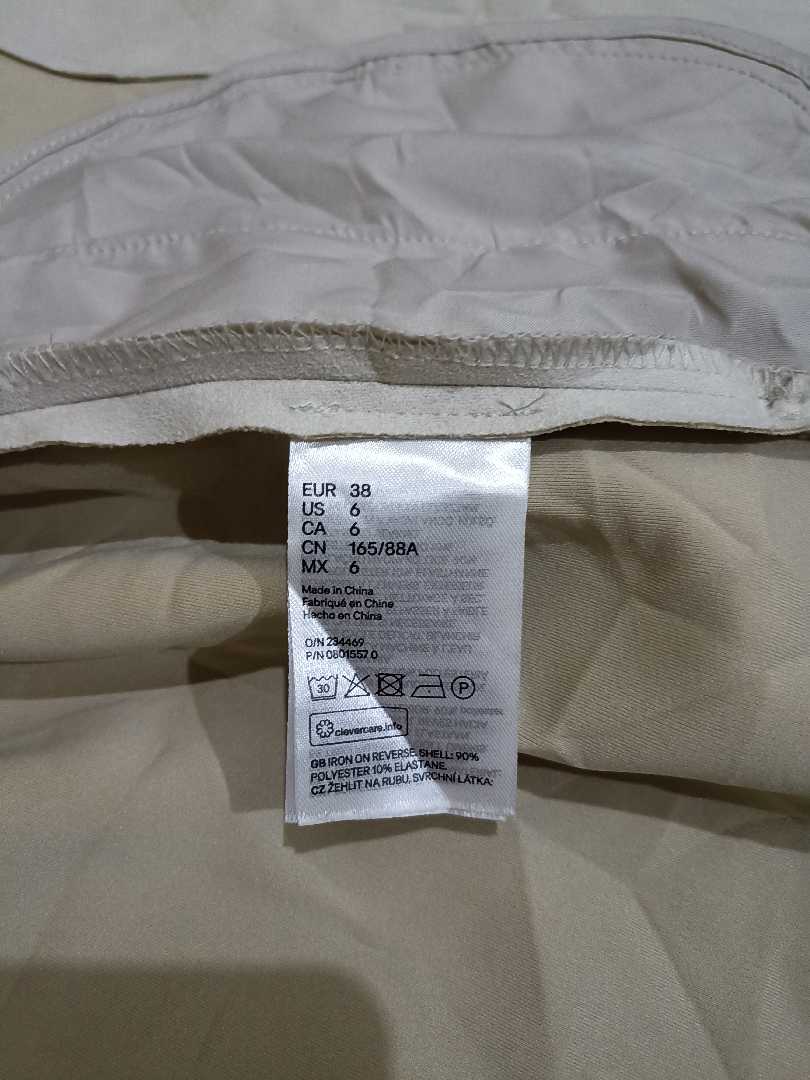 EUR 38
US 6
CA 6
CN 165/88A
MX 6
Made in China
Fabriqué en Chine
Hecho en China
O/N 234469
P/N 0801557 0
30
P
clevercare.info
GB IRON ON REVERSE. SHELL: 90%
POLYESTER 10% ELASTANE.
CZ ŽEHLIT NA RUBU. SVRCHNÍ LÁTKA: